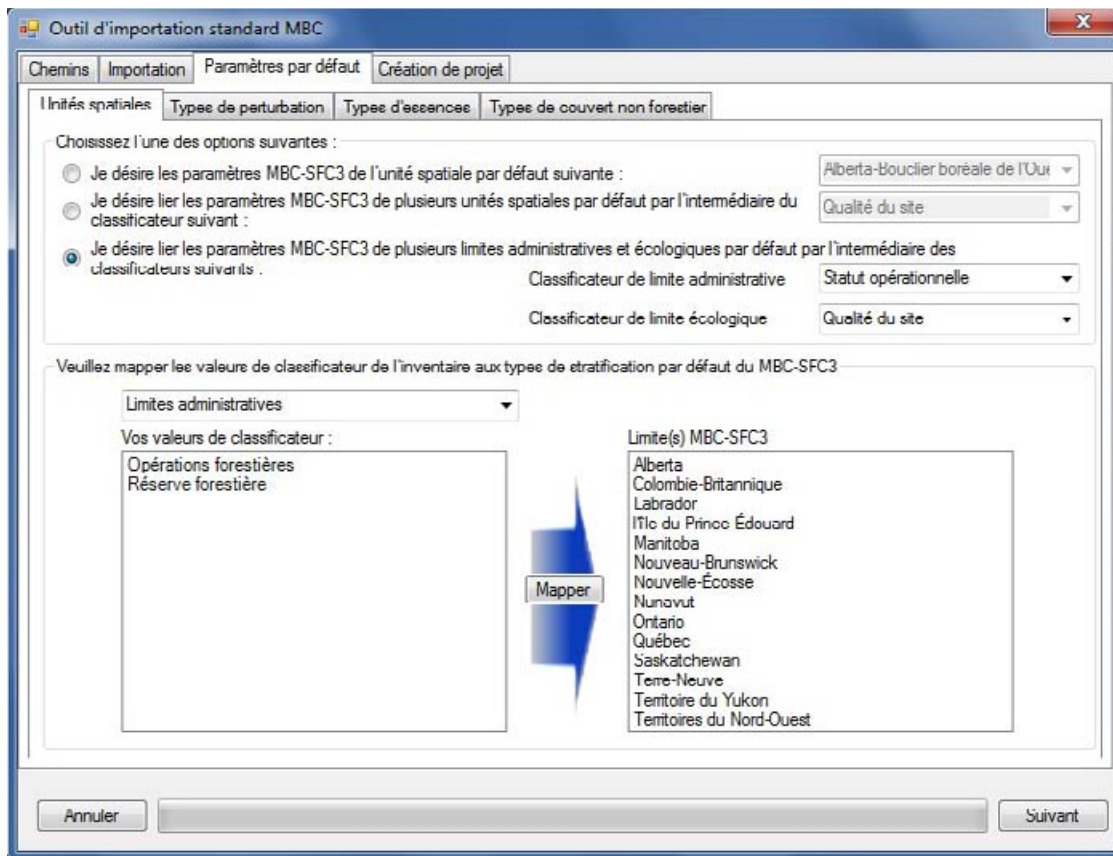 Outil d'importation standard MBC
Chemins
Importation
Paramètres par défaut
Création de projet
Unités spatiales
Types de perturbation
Types d'essences
Types de couvert non forestier
Choisissez l'une des options suivantes :
Je désire les paramètres MBC-SFC3 de l'unité spatiale par défaut suivante :
Alberta-Bouclier boréale de l'Oue
Je désire lier les paramètres MBC-SFC3 de plusieurs unités spatiales par défaut par l'intermédiaire du
classificateur suivant :
Qualité du site
Je désire lier les paramètres MBC-SFC3 de plusieurs limites administratives et écologiques par défaut par l'intermédiaire des
classificateurs suivants :
Classificateur de limite administrative
Statut opérationnelle
Classificateur de limite écologique
Qualité du site
Veuillez mapper les valeurs de classificateur de l'inventaire aux types de stratification par défaut du MBC-SFC3
Limites administratives
Vos valeurs de classificateur :
Opérations forestières
Réserve forestière
Mapper
Limite(s) MBC-SFC3
Alberta
Colombie-Britannique
Labrador
l'Île du Prince Édouard
Manitoba
Nouveau-Brunswick
Nouvelle-Écosse
Nunavut
Ontario
Québec
Saskatchewan
Terre-Neuve
Territoire du Yukon
Territoires du Nord-Ouest
Annuler
Suivant